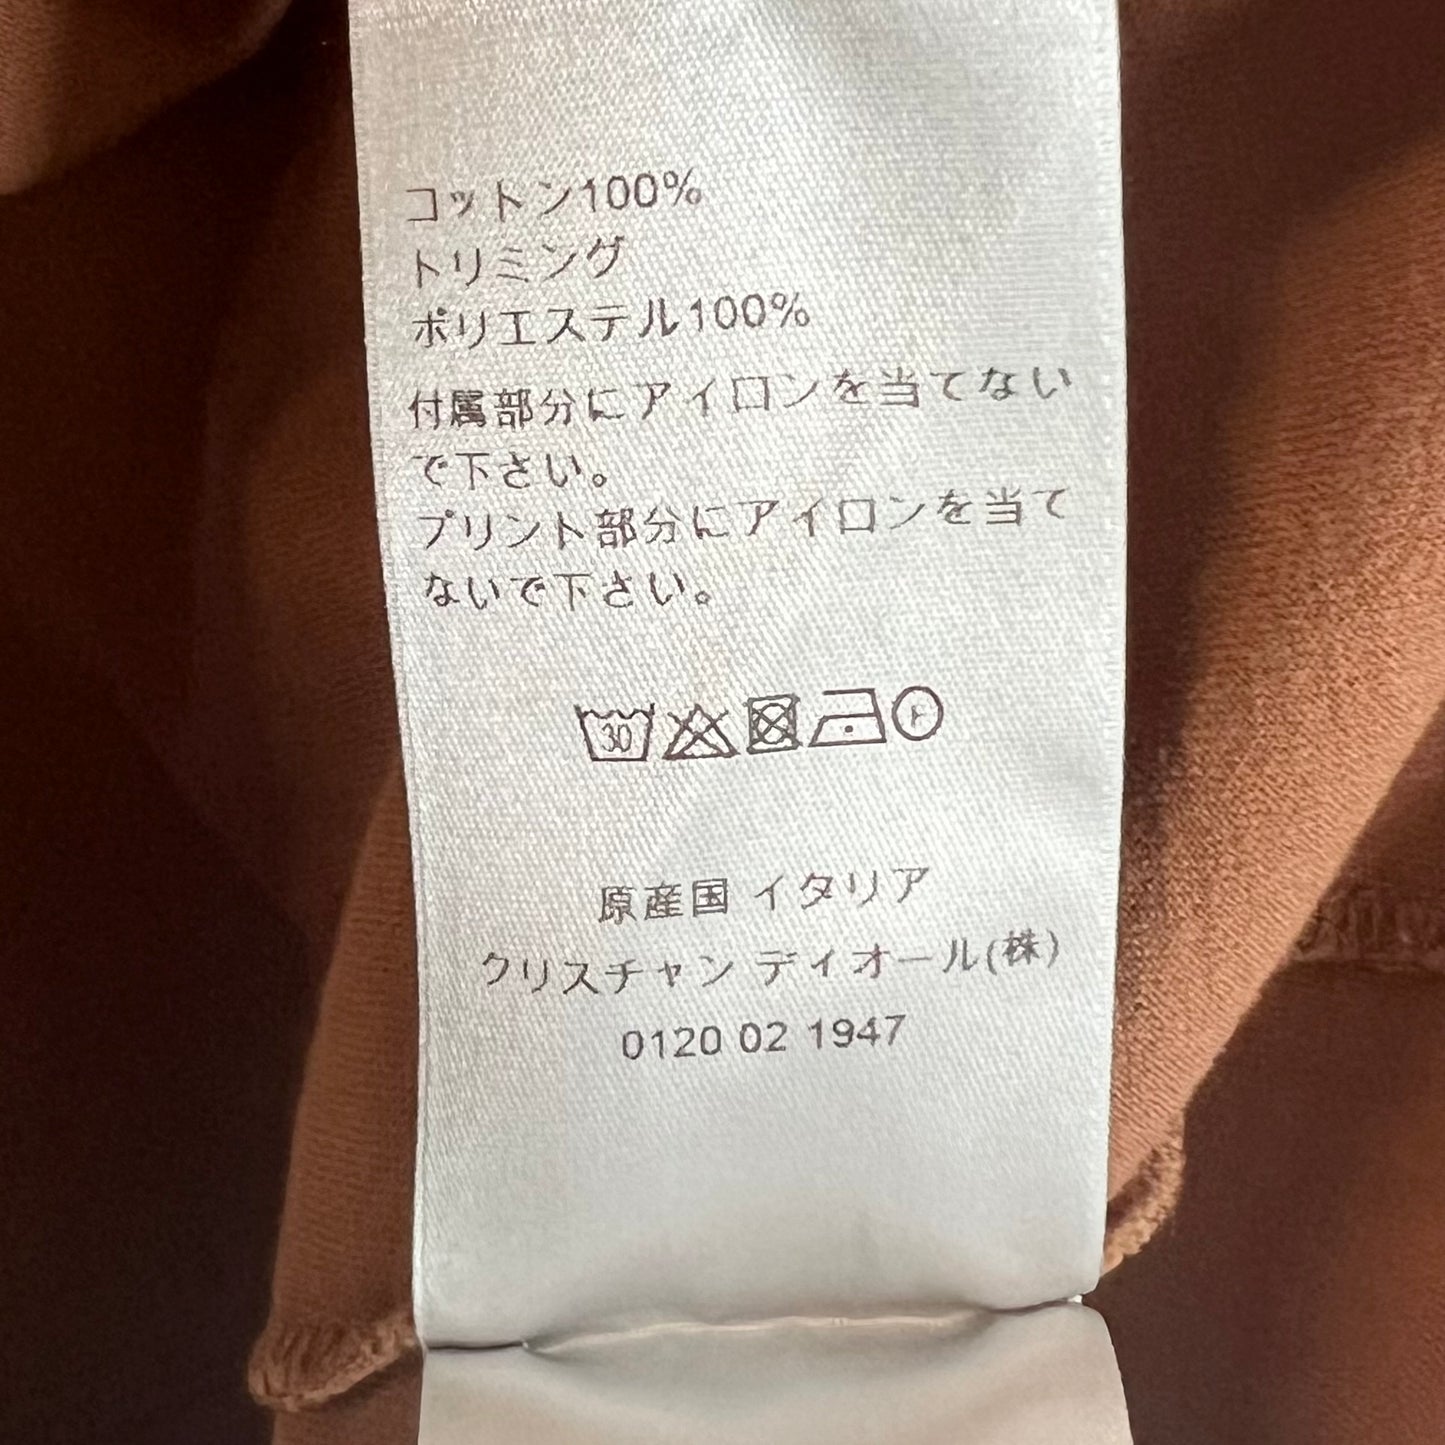 コットン100%
トリミング
ポリエステル100%
付属部分にアイロンを当てない
で下さい。
プリント部分にアイロンを当て
ないで下さい。
30
F
原産国 イタリア
クリスチャン ディオール(株)
0120 02 1947